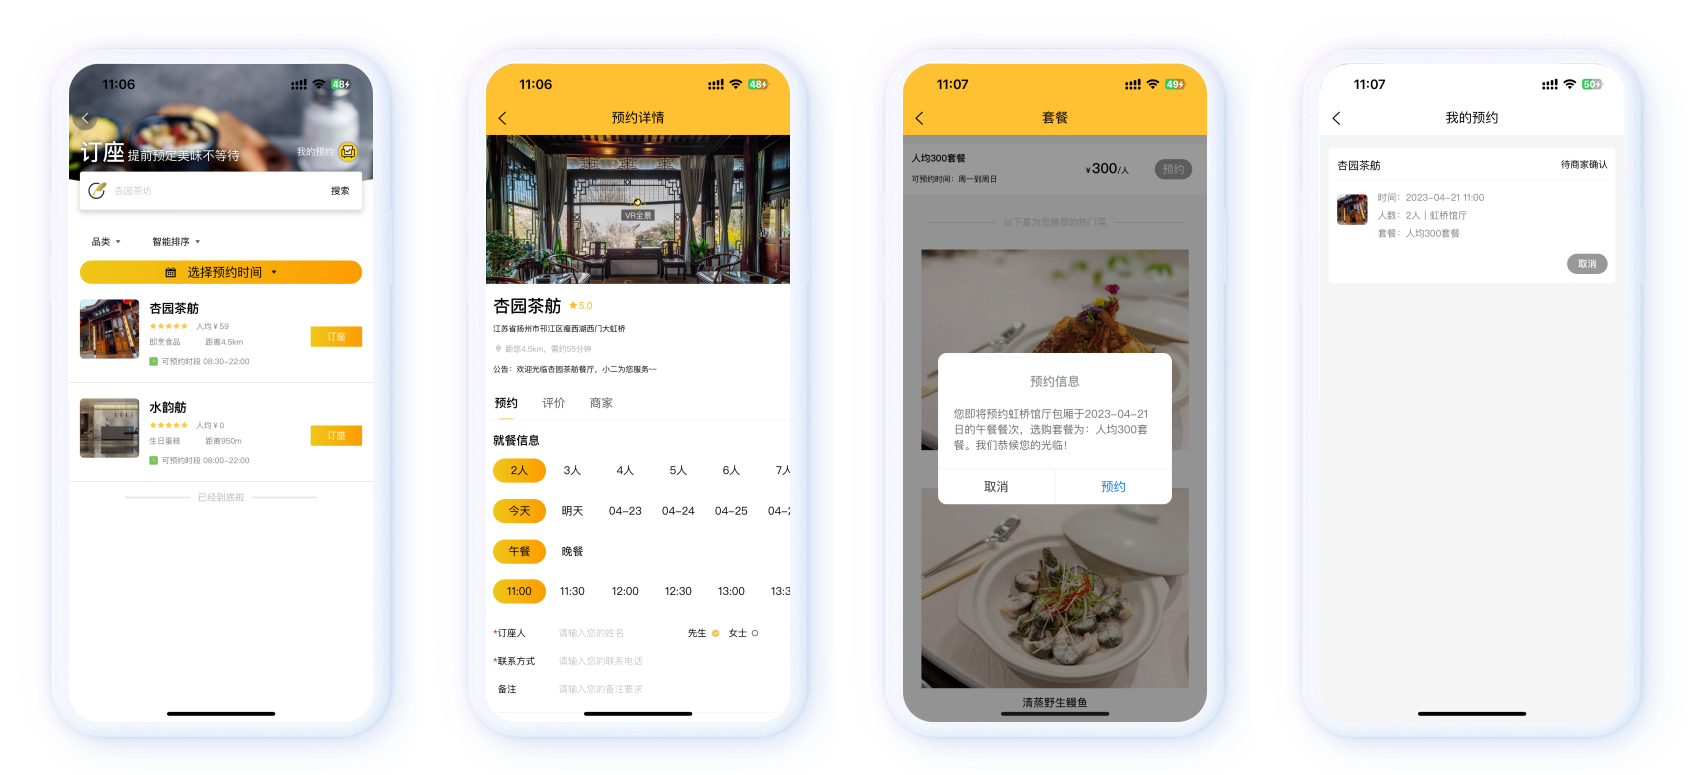 11:06
48
订座 提前预定美味不等待
我的预约
杏园茶坊
搜索
品类
智能排序
选择预约时间
杏园茶舫
人均 ¥ 59
即烹食品 距离4.5km
订座
可预约时段 08:30-22:00
水韵舫
人均 ¥ 0
生日蛋糕 距离950m
订座
可预约时段 08:00-22:00
已经到底啦
11:06
48
预约详情
VR全景
杏园茶舫 ★5.0
江苏省扬州市邗江区瘦西湖西门大虹桥
距您4.5km，需约55分钟
公告：欢迎光临杏园茶舫餐厅，小二为您服务~~
预约 评价 商家
就餐信息
2人 3人 4人 5人 6人 7人
今天 明天 04-23 04-24 04-25 04-2
午餐 晚餐
11:00 11:30 12:00 12:30 13:00 13:3
*订座人 请输入您的姓名 先生 女士
*联系方式 请输入您的联系电话
备注 请输入您的备注要求
11:07
49
套餐
人均300套餐
可预约时间：周一到周日
¥300/人
预约
以下是为您推荐的热门菜
预约信息
您即将预约虹桥馆厅包厢于2023-04-21
日的午餐餐次，选购套餐为：人均300套
餐。我们恭候您的光临！
取消 预约
清蒸野生鳗鱼
11:07
50
我的预约
杏园茶舫 待商家确认
时间：2023-04-21 11:00
人数：2人 | 虹桥馆厅
套餐：人均300套餐
取消